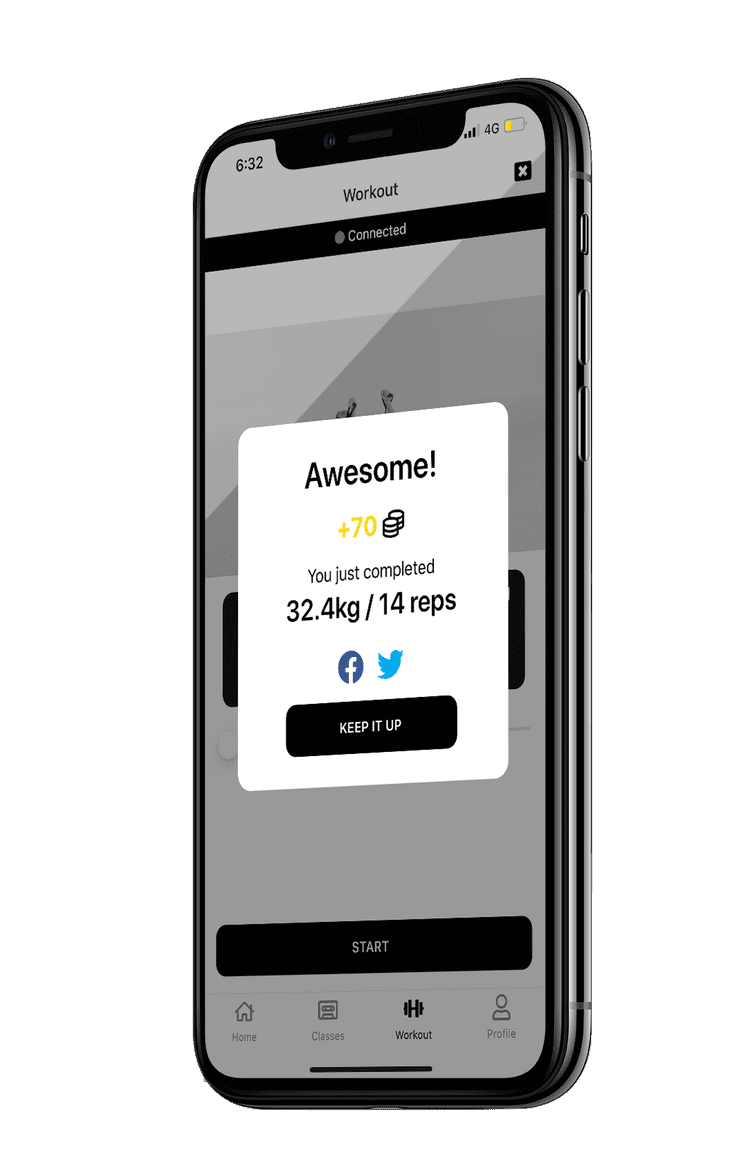 6:32
4G
Workout
Connected
Awesome!
+70
You just completed
32.4kg / 14 reps
KEEP IT UP
START
Home
Classes
Workout
Profile